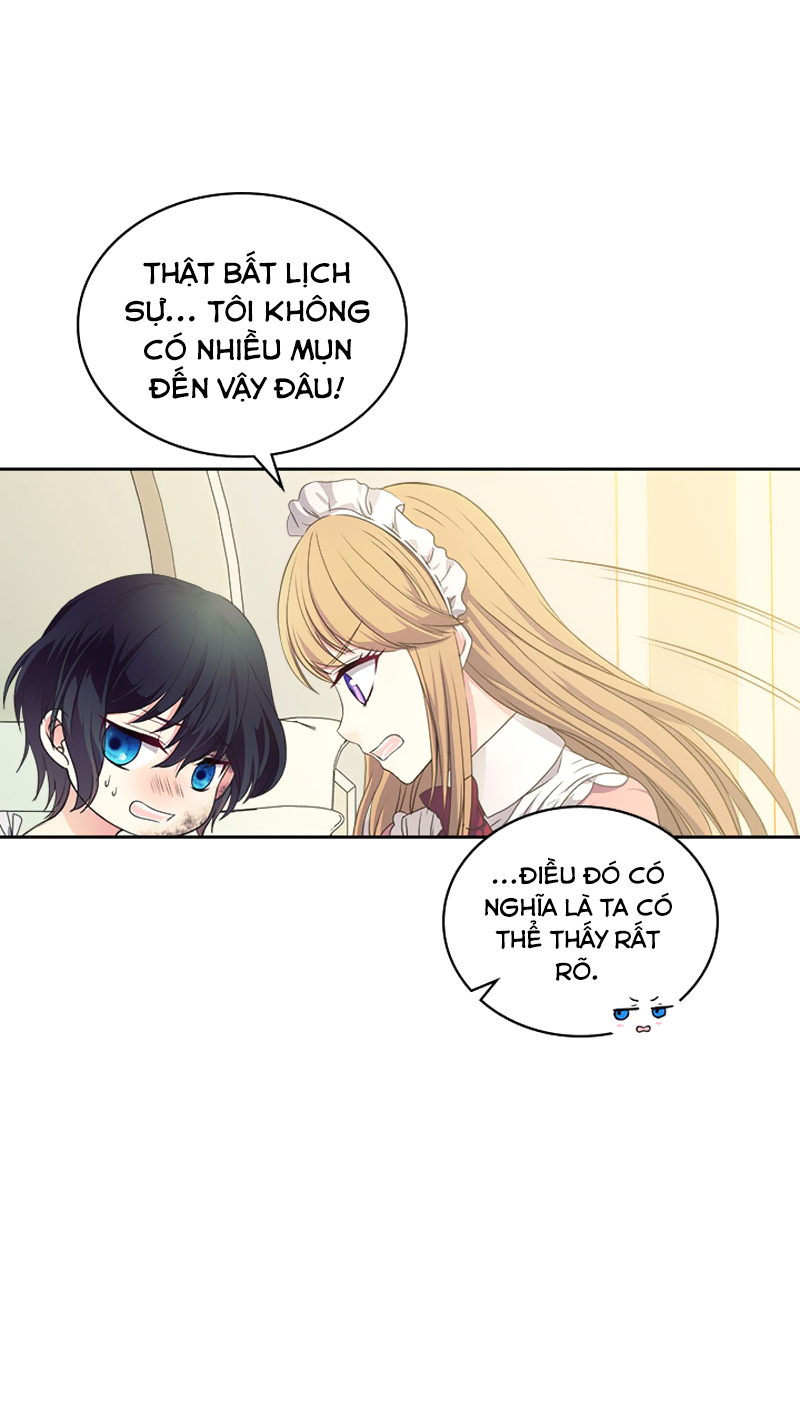 THẬT BẤT LỊCH
SỰ... TÔI KHÔNG
CÓ NHIỀU MỤN
ĐẾN VẬY ĐÂU!
...ĐIỀU ĐÓ CÓ
NGHĨA LÀ TA CÓ
THỂ THẤY RẤT
RÕ.